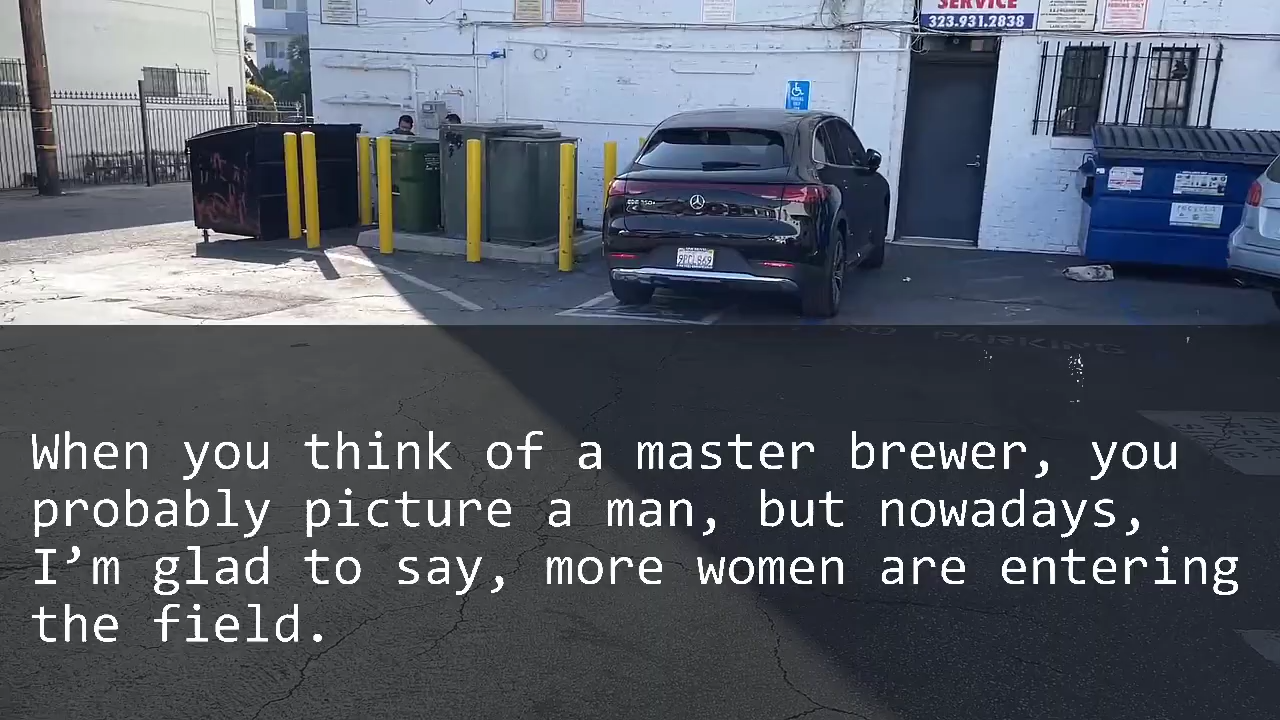 SERVICE
323.931.2838
When you think of a master brewer, you
probably picture a man, but nowadays,
I’m glad to say, more women are entering
the field.